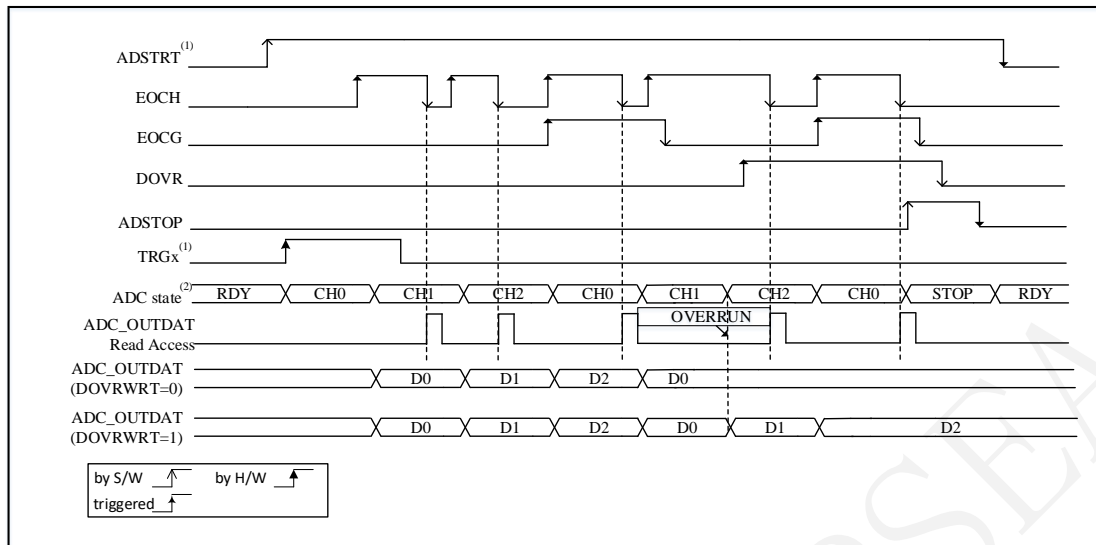 ADSTRT(1)
EOCH
EOCG
DOVR
ADSTOP
TRGx(1)
ADC state(2) RDY CH0 CH1 CH2 CH0 CH1 CH2 CH0 STOP RDY
ADC_OUTDAT
Read Access
OVERRUN
ADC_OUTDAT
(DOVRWRT=0)
D0 D1 D2 D0
ADC_OUTDAT
(DOVRWRT=1)
D0 D1 D2 D0 D1 D2
by S/W by H/W
triggered